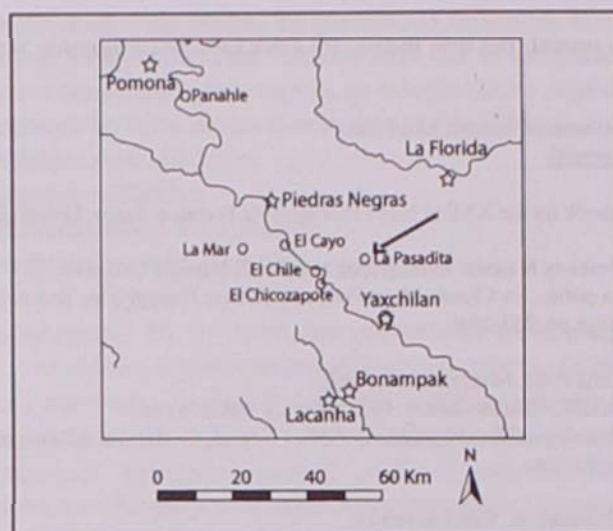 Pomona
Panahle
La Florida
Piedras Negras
La Mar
El Cayo
La Pasadita
El Chile
El Chicozapote
Yaxchilan
Bonampak
Lacanha
N
0 20 40 60 Km